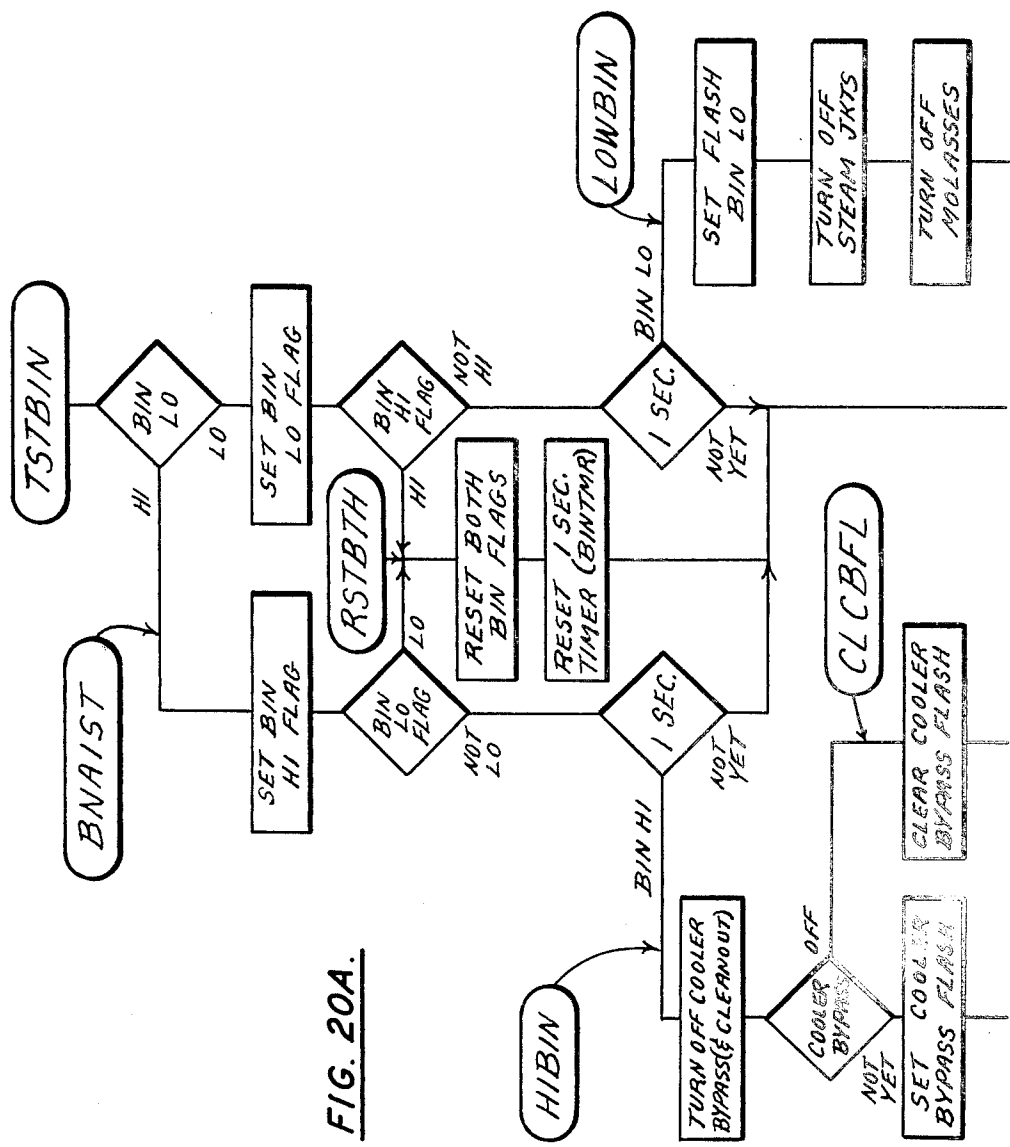 TSTBIN
BIN
LO
HI
LO
BNAIST
SET BIN
HI FLAG
SET BIN
LO FLAG
BIN
LO
FLAG
LO
NOT
LO
RSTBTH
HI
BIN
HI
FLAG
NOT
HI
RESET BOTH
BIN FLAGS
RESET 1 SEC.
TIMER (BINTMR)
1 SEC.
BIN HI
NOT
YET
1 SEC.
BIN LO
NOT
YET
LOWBIN
SET FLASH
BIN LO
TURN OFF
STEAM JKTS
TURN OFF
MOLASSES
HIBIN
TURN OFF COOLER
BYPASS(& CLEANOUT)
COOLER
BYPASS
OFF
NOT
YET
CLCBFL
SET COOLER
BYPASS FLASH
CLEAR COOLER
BYPASS FLASH
FIG. 20A.